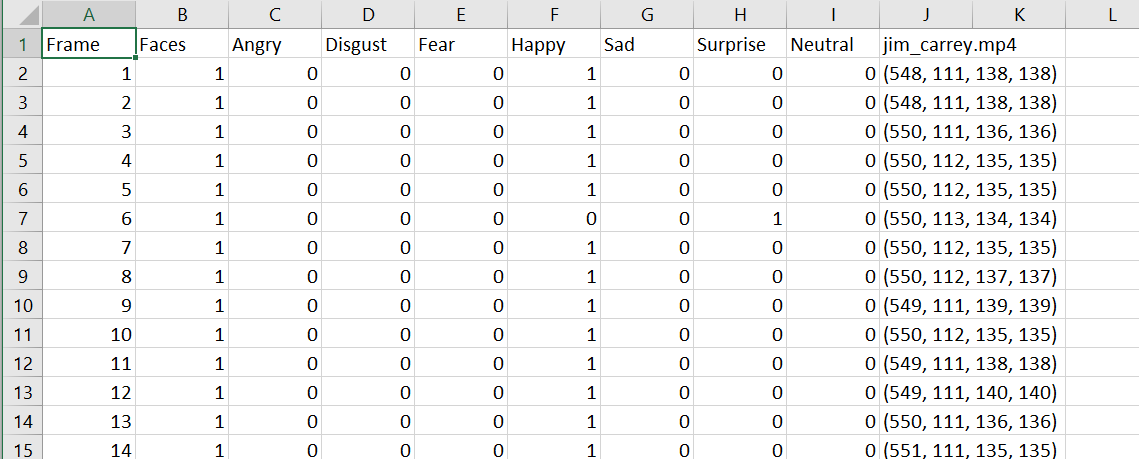 A B C D E F G H I J K L
1 Frame Faces Angry Disgust Fear Happy Sad Surprise Neutral jim_carrey.mp4
2 1 1 0 0 0 1 0 0 0 (548, 111, 138, 138)
3 2 1 0 0 0 1 0 0 0 (548, 111, 138, 138)
4 3 1 0 0 0 1 0 0 0 (550, 111, 136, 136)
5 4 1 0 0 0 1 0 0 0 (550, 112, 135, 135)
6 5 1 0 0 0 1 0 0 0 (550, 112, 135, 135)
7 6 1 0 0 0 0 0 1 0 (550, 113, 134, 134)
8 7 1 0 0 0 1 0 0 0 (550, 112, 135, 135)
9 8 1 0 0 0 1 0 0 0 (550, 112, 137, 137)
10 9 1 0 0 0 1 0 0 0 (549, 111, 139, 139)
11 10 1 0 0 0 1 0 0 0 (550, 112, 135, 135)
12 11 1 0 0 0 1 0 0 0 (549, 111, 138, 138)
13 12 1 0 0 0 1 0 0 0 (549, 111, 140, 140)
14 13 1 0 0 0 1 0 0 0 (550, 111, 136, 136)
15 14 1 0 0 0 1 0 0 0 (551, 111, 135, 135)